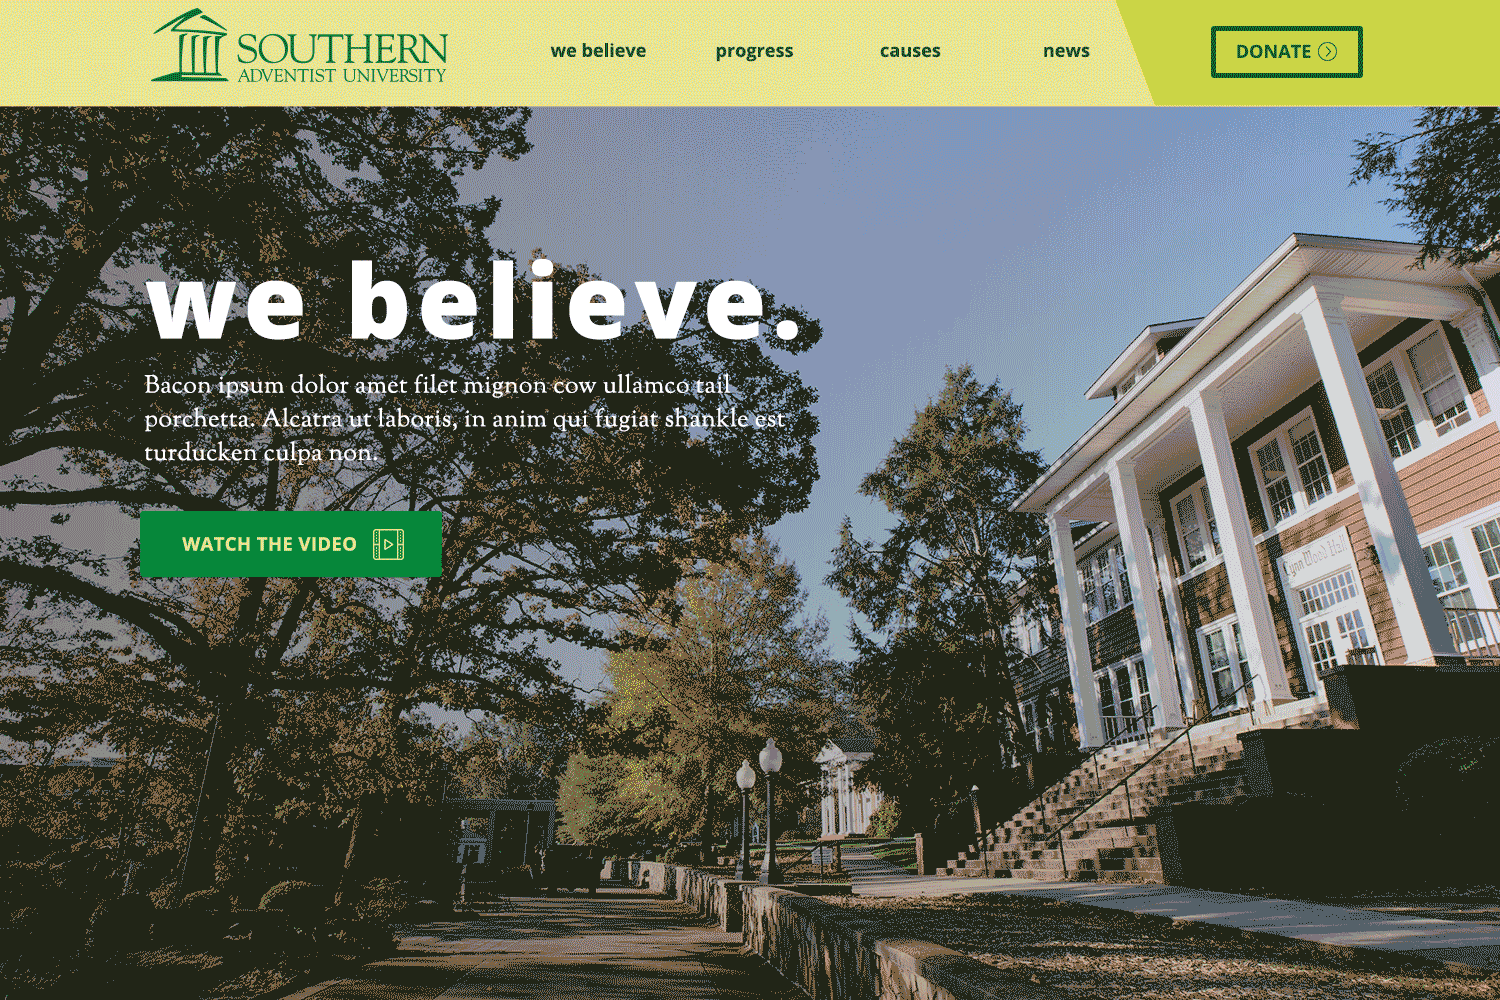 SOUTHERN
ADVENTIST UNIVERSITY
we believe
progress
causes
news
DONATE
we believe.
Bacon ipsum dolor amet filet mignon cow ullamco tail
porchetta. Alcatra ut laboris, in anim qui fugiat shankle est
turducken culpa non.
WATCH THE VIDEO
Lynn Wood Hall